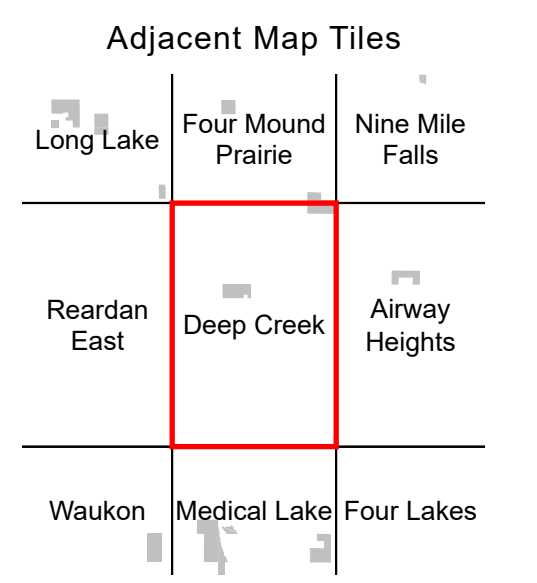 Adjacent Map Tiles
Long Lake
Four Mound
Prairie
Nine Mile
Falls
Reardan
East
Deep Creek
Airway
Heights
Waukon
Medical Lake
Four Lakes